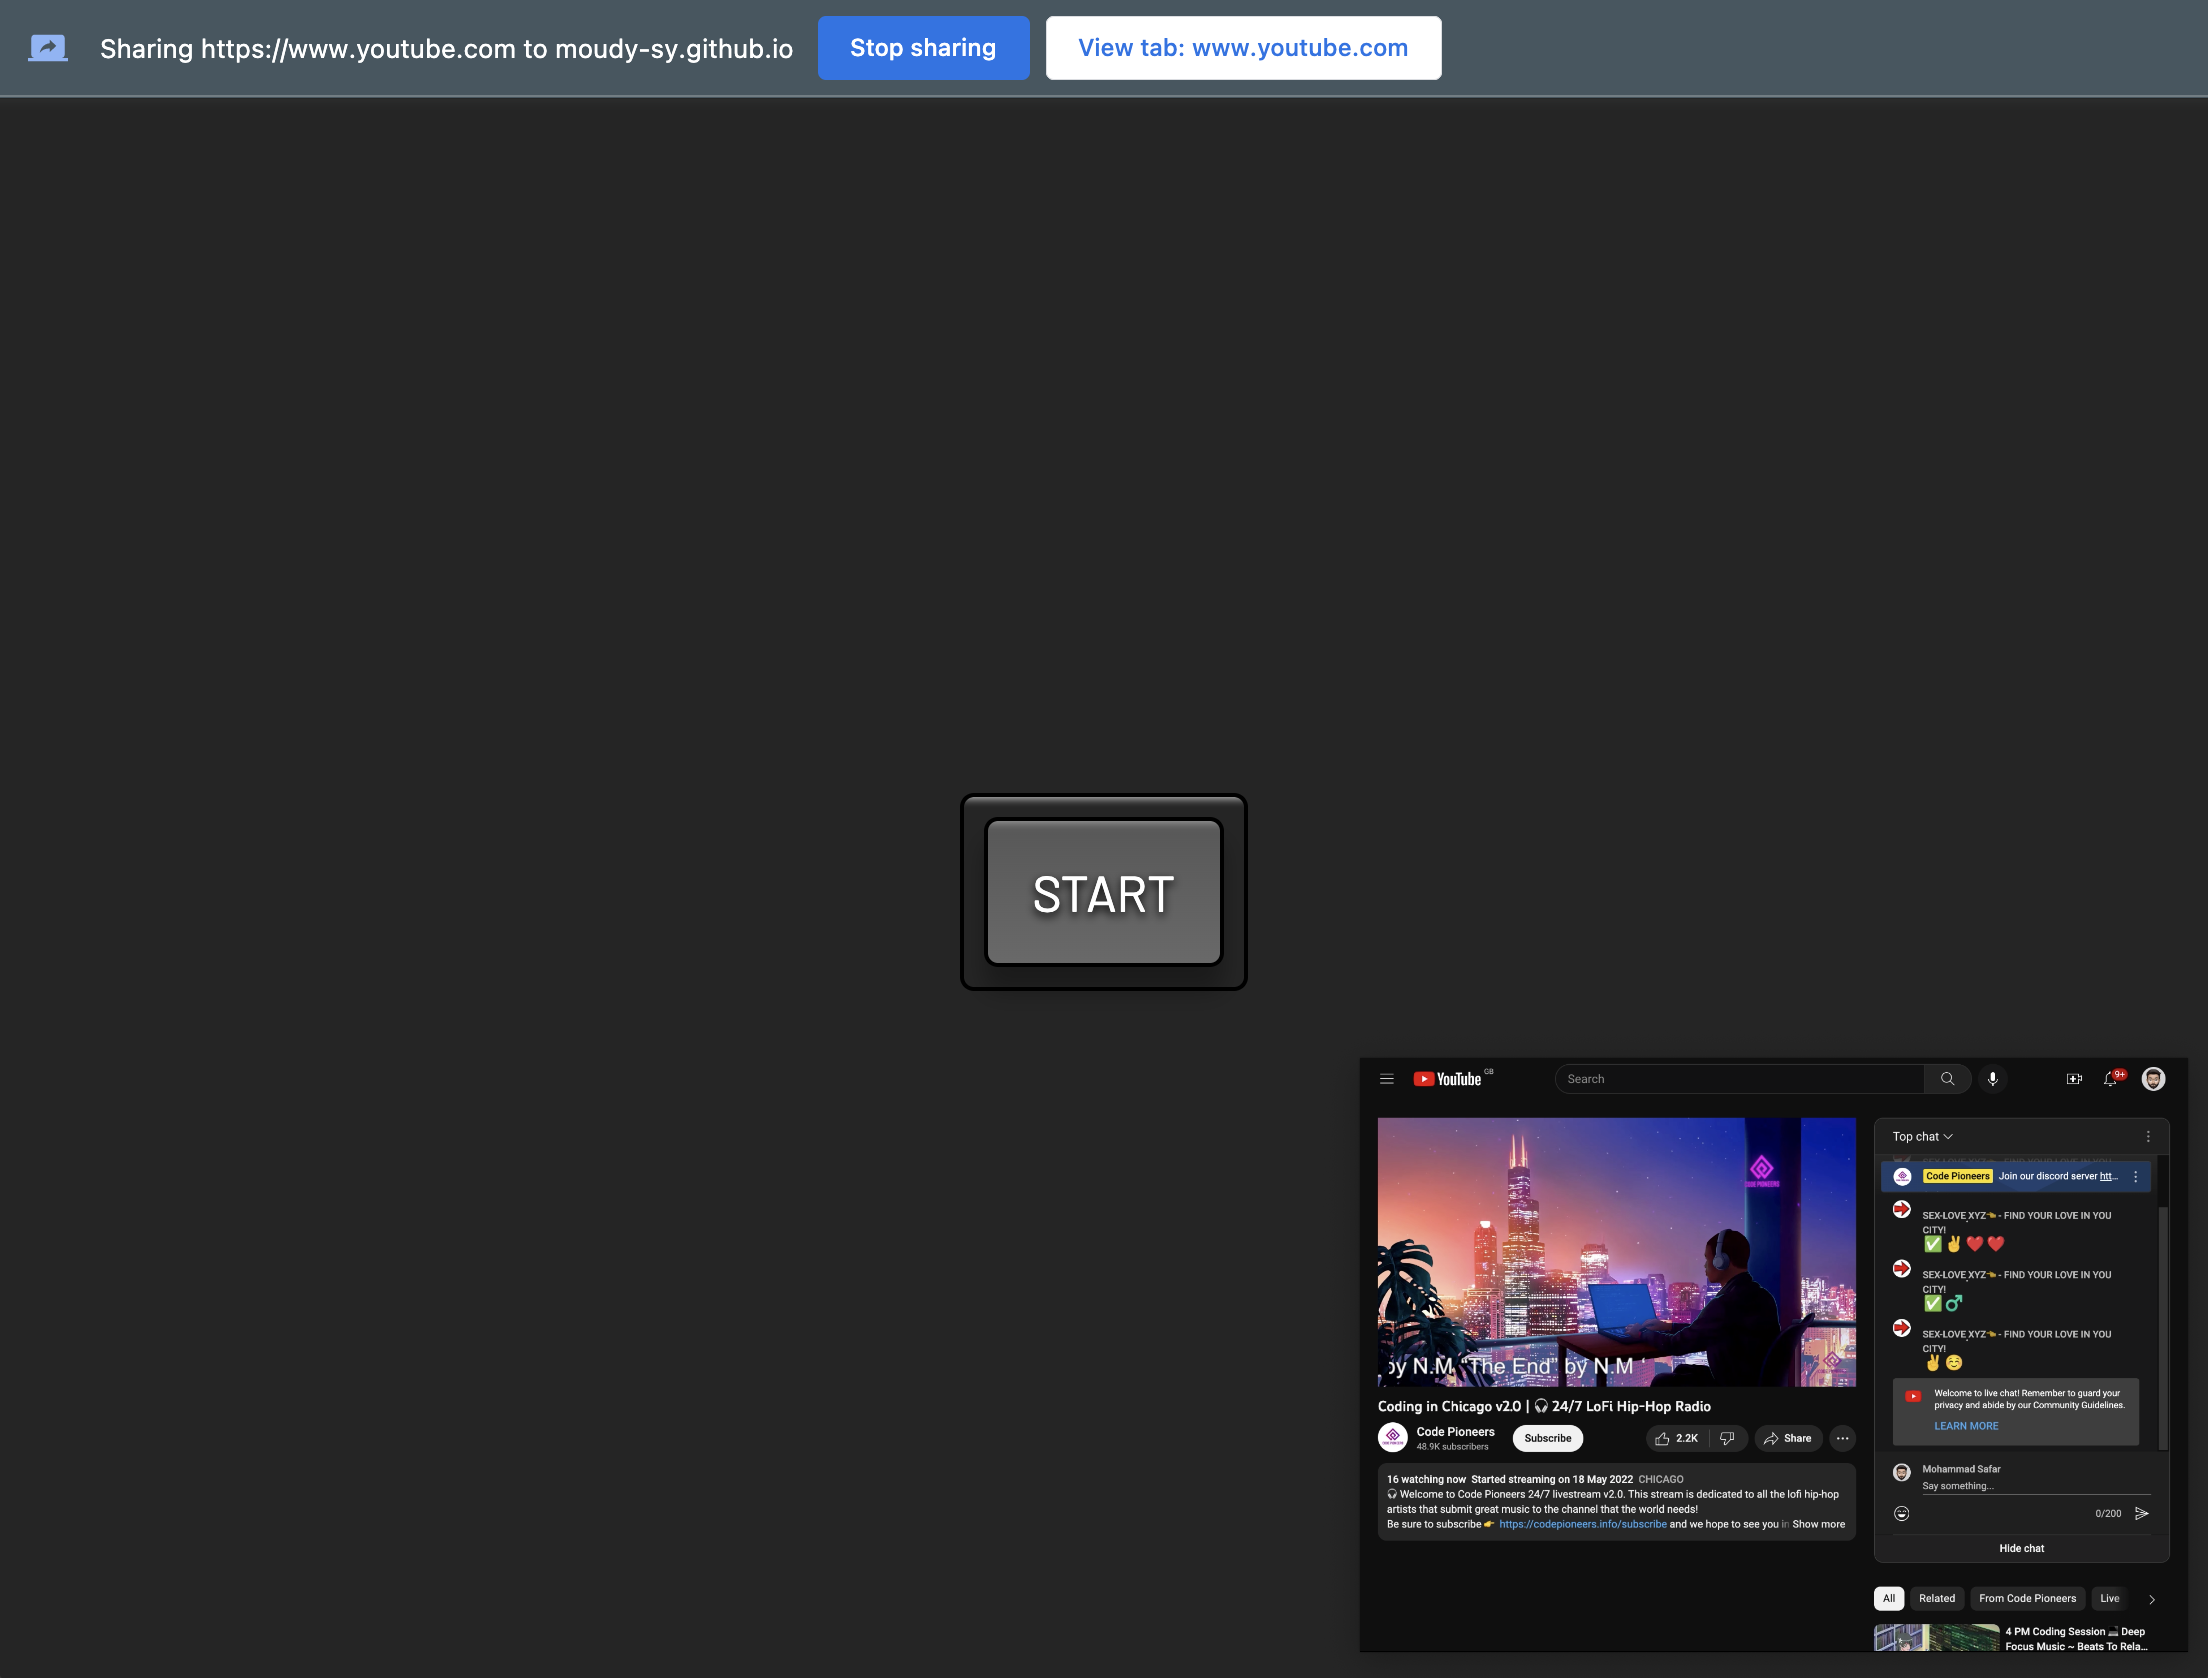 Sharing https://www.youtube.com to moudy-sy.github.io
Stop sharing
View tab: www.youtube.com
START
YouTube GB
Search
9+
CODE PIONEERS
by N.M "The End" by N.M
Coding in Chicago v2.0 | 🎧 24/7 LoFi Hip-Hop Radio
Code Pioneers
48.9K subscribers
Subscribe
2.2K
Share
16 watching now Started streaming on 18 May 2022 CHICAGO
🎧 Welcome to Code Pioneers 24/7 livestream v2.0. This stream is dedicated to all the lofi hip-hop
artists that submit great music to the channel that the world needs!
Be sure to subscribe 👉 https://codepioneers.info/subscribe and we hope to see you in Show more
Top chat
Code Pioneers Join our discord server htt...
SEX-LOVE͎XYZ👈 - FIND YOUR LOVE IN YOU
CITY!
✅✌️❤️❤️
SEX-LOVE͎XYZ👈 - FIND YOUR LOVE IN YOU
CITY!
✅♂
SEX-LOVE͎XYZ👈 - FIND YOUR LOVE IN YOU
CITY!
✌️☺️
Welcome to live chat! Remember to guard your
privacy and abide by our Community Guidelines.
LEARN MORE
Mohammad Safar
Say something...
0/200
Hide chat
All
Related
From Code Pioneers
Live
4 PM Coding Session 💻 Deep
Focus Music ~ Beats To Rela...